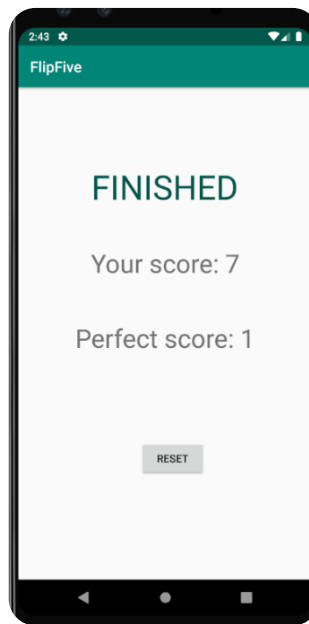 2:43
FlipFive
FINISHED
Your score: 7
Perfect score: 1
RESET